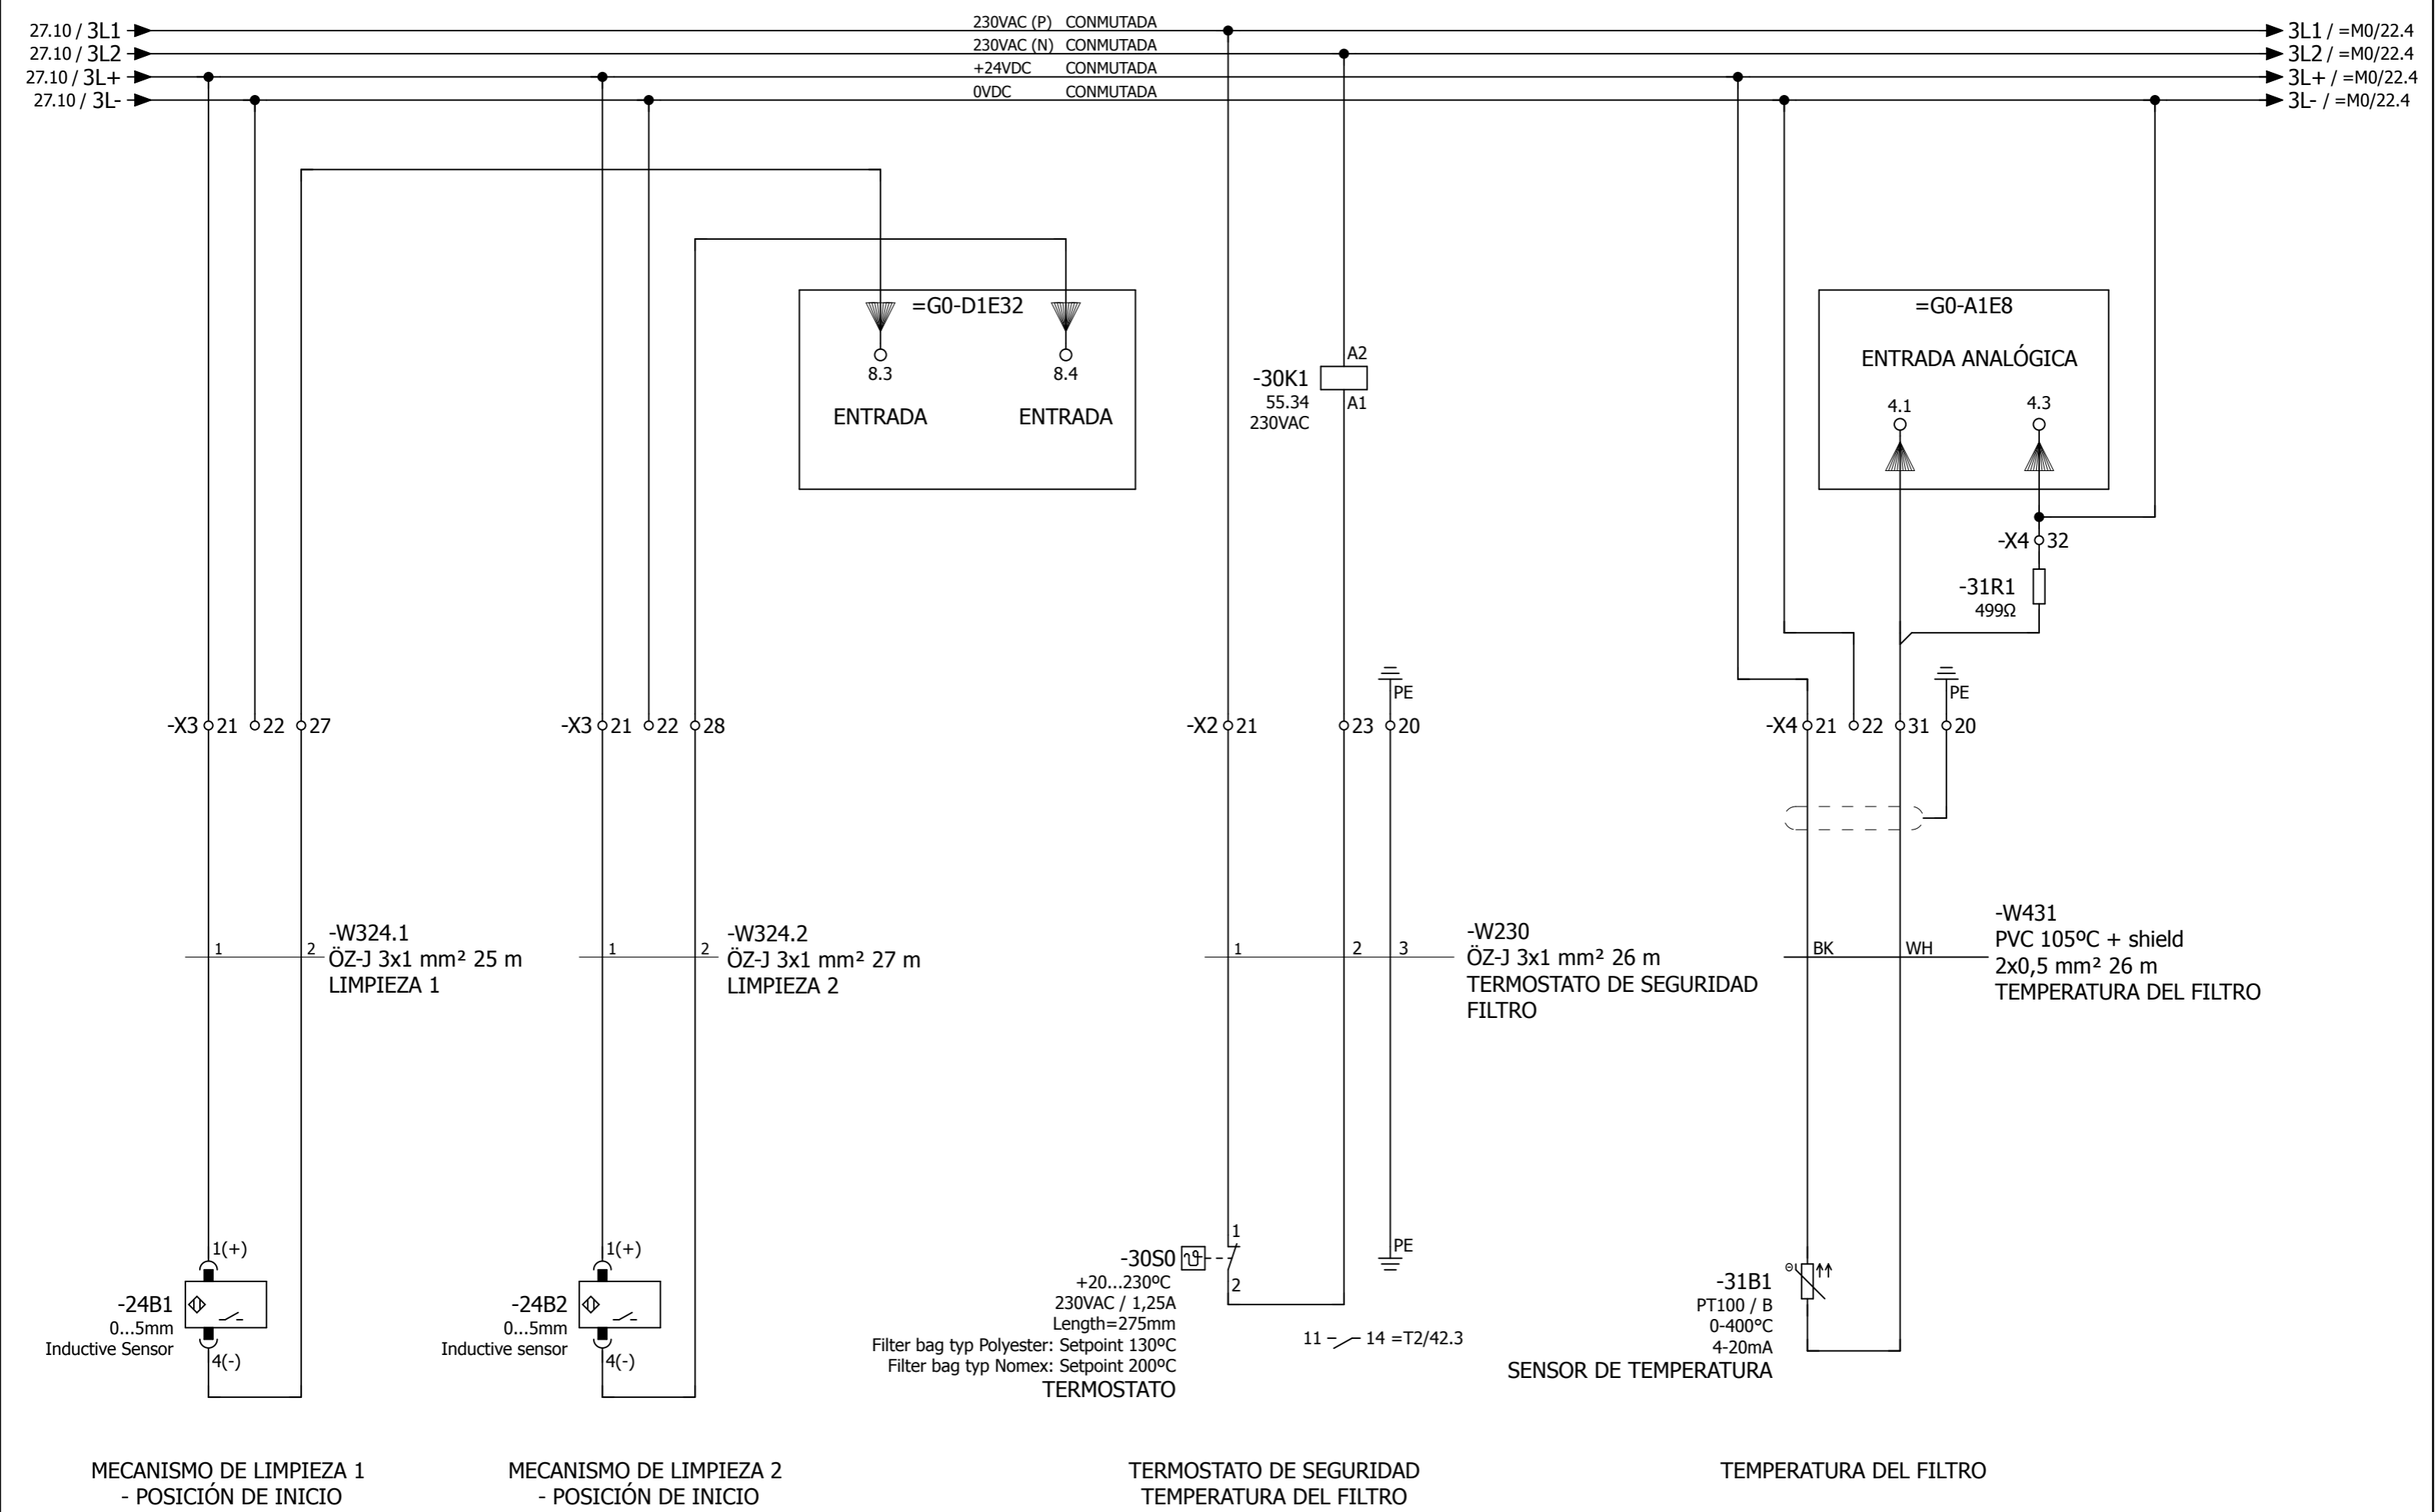 27.10 / 3L1
27.10 / 3L2
27.10 / 3L+
27.10 / 3L-
230VAC (P) CONMUTADA
230VAC (N) CONMUTADA
+24VDC CONMUTADA
0VDC CONMUTADA
3L1 / =M0/22.4
3L2 / =M0/22.4
3L+ / =M0/22.4
3L- / =M0/22.4
=G0-D1E32
8.3
8.4
ENTRADA
ENTRADA
A2
-30K1
55.34
230VAC
A1
=G0-A1E8
ENTRADA ANALÓGICA
4.1
4.3
-X4 32
-31R1
499Ω
PE
PE
-X3 21 22 27
-X3 21 22 28
-X2 21 23 20
-X4 21 22 31 20
1 2
-W324.1
ÖZ-J 3x1 mm² 25 m
LIMPIEZA 1
1 2
-W324.2
ÖZ-J 3x1 mm² 27 m
LIMPIEZA 2
1 2 3
-W230
ÖZ-J 3x1 mm² 26 m
TERMOSTATO DE SEGURIDAD
FILTRO
BK WH
-W431
PVC 105ºC + shield
2x0,5 mm² 26 m
TEMPERATURA DEL FILTRO
1(+)
-24B1
0...5mm
Inductive Sensor
4(-)
1(+)
-24B2
0...5mm
Inductive sensor
4(-)
1
-30S0
2
+20...230ºC
230VAC / 1,25A
Length=275mm
Filter bag typ Polyester: Setpoint 130ºC
Filter bag typ Nomex: Setpoint 200ºC
TERMOSTATO
PE
11 14 =T2/42.3
-31B1
PT100 / B
0-400°C
4-20mA
SENSOR DE TEMPERATURA
MECANISMO DE LIMPIEZA 1
- POSICIÓN DE INICIO
MECANISMO DE LIMPIEZA 2
- POSICIÓN DE INICIO
TERMOSTATO DE SEGURIDAD
TEMPERATURA DEL FILTRO
TEMPERATURA DEL FILTRO